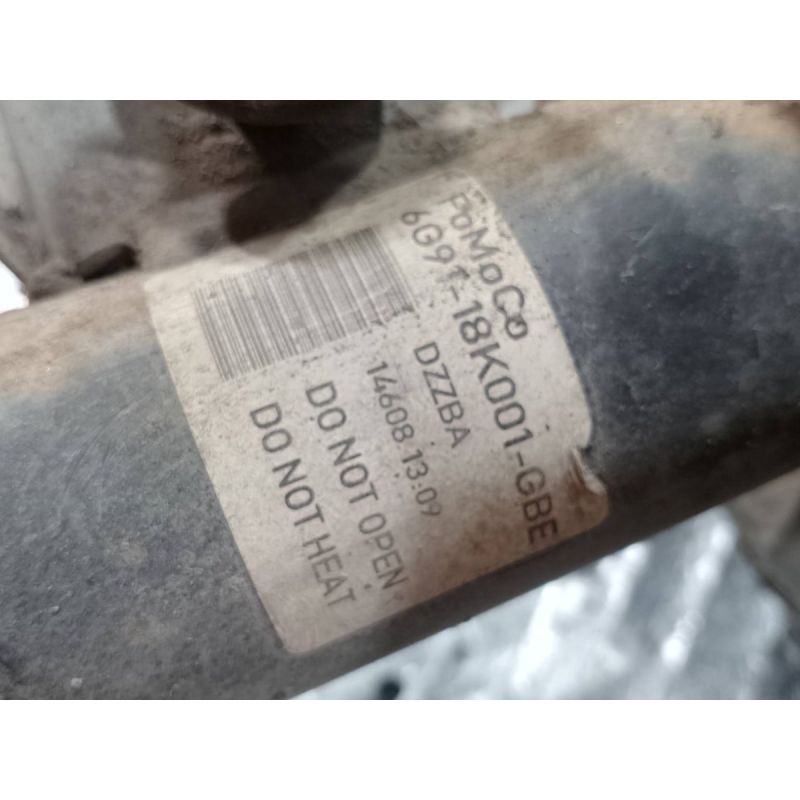 FoMoCo
6G91-18K001-GBE
DZZBA
14608 13:09
DO NOT OPEN
DO NOT HEAT